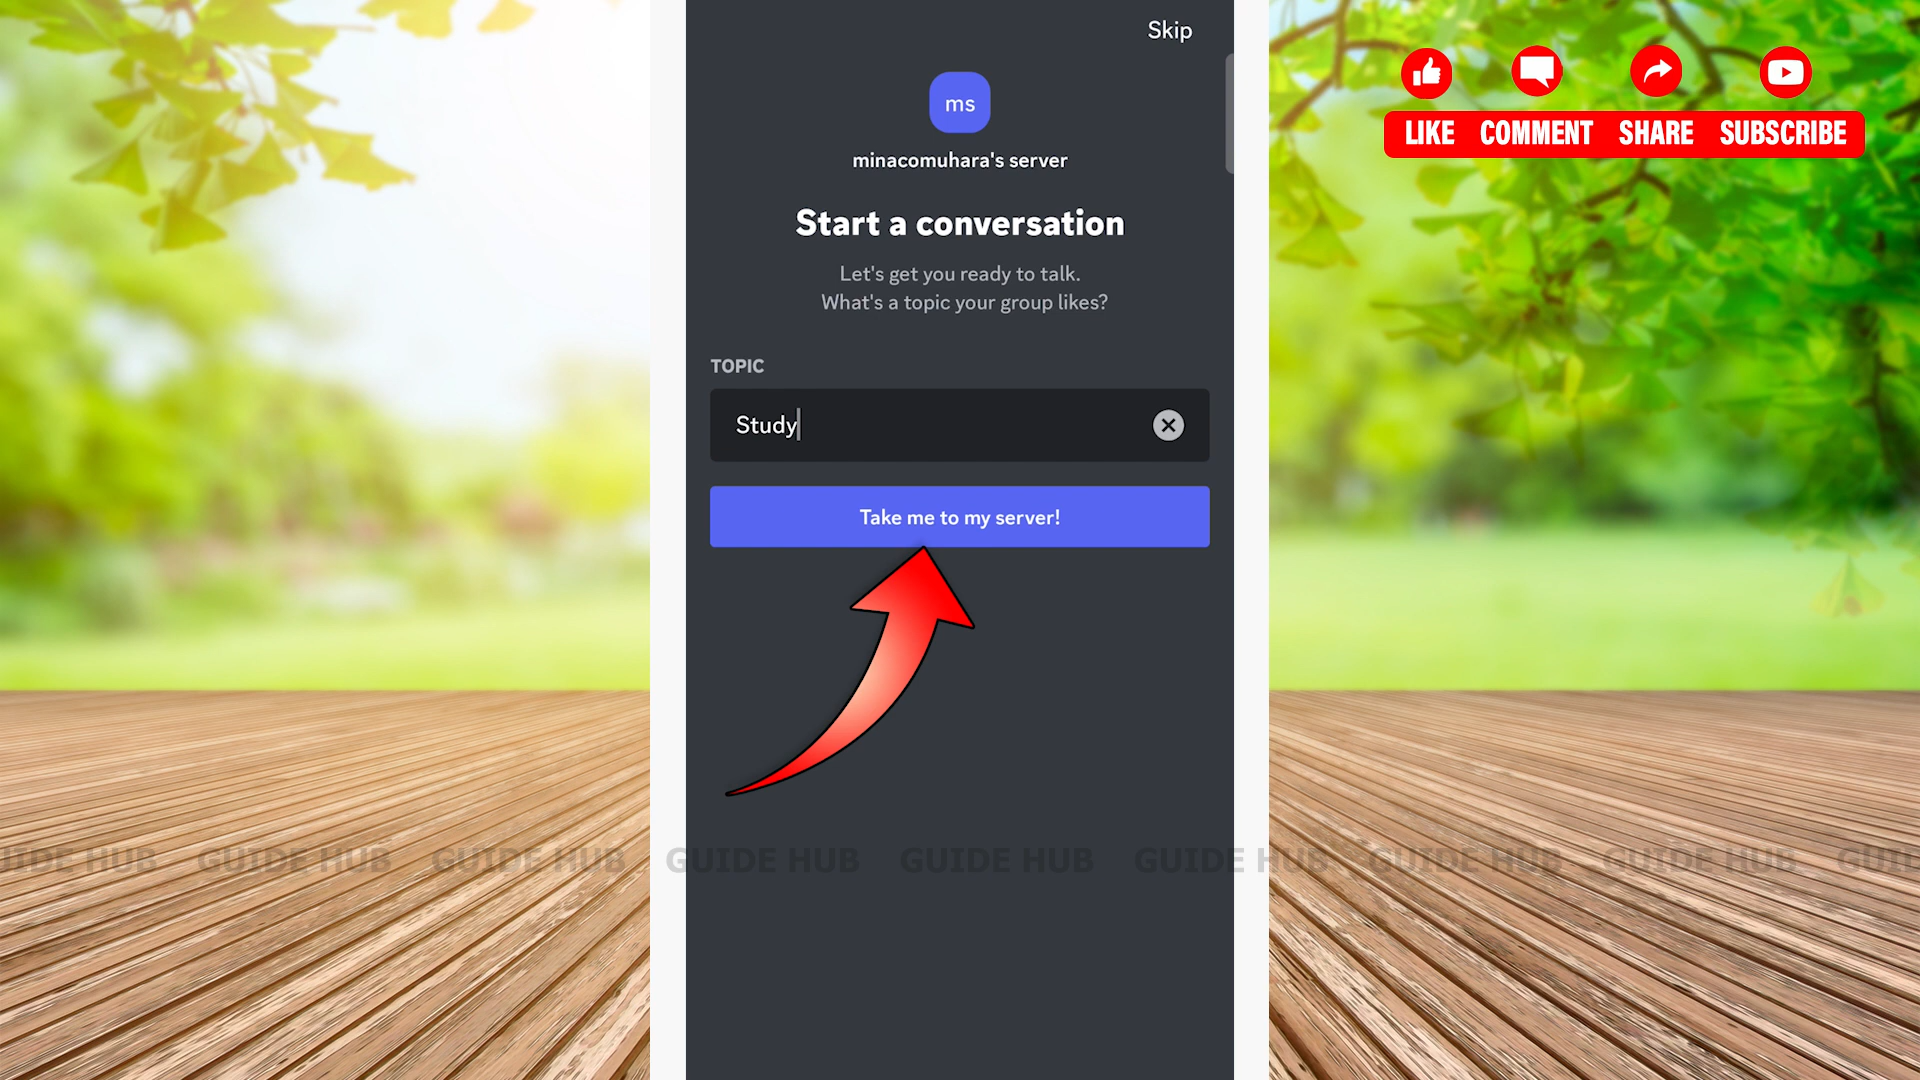 Skip
ms
minacomuhara's server
Start a conversation
Let's get you ready to talk.
What's a topic your group likes?
TOPIC
Study
Take me to my server!
LIKE COMMENT SHARE SUBSCRIBE
GUIDE HUB GUIDE HUB GUIDE HUB GUIDE HUB GUIDE HUB GUIDE HUB GUIDE HUB